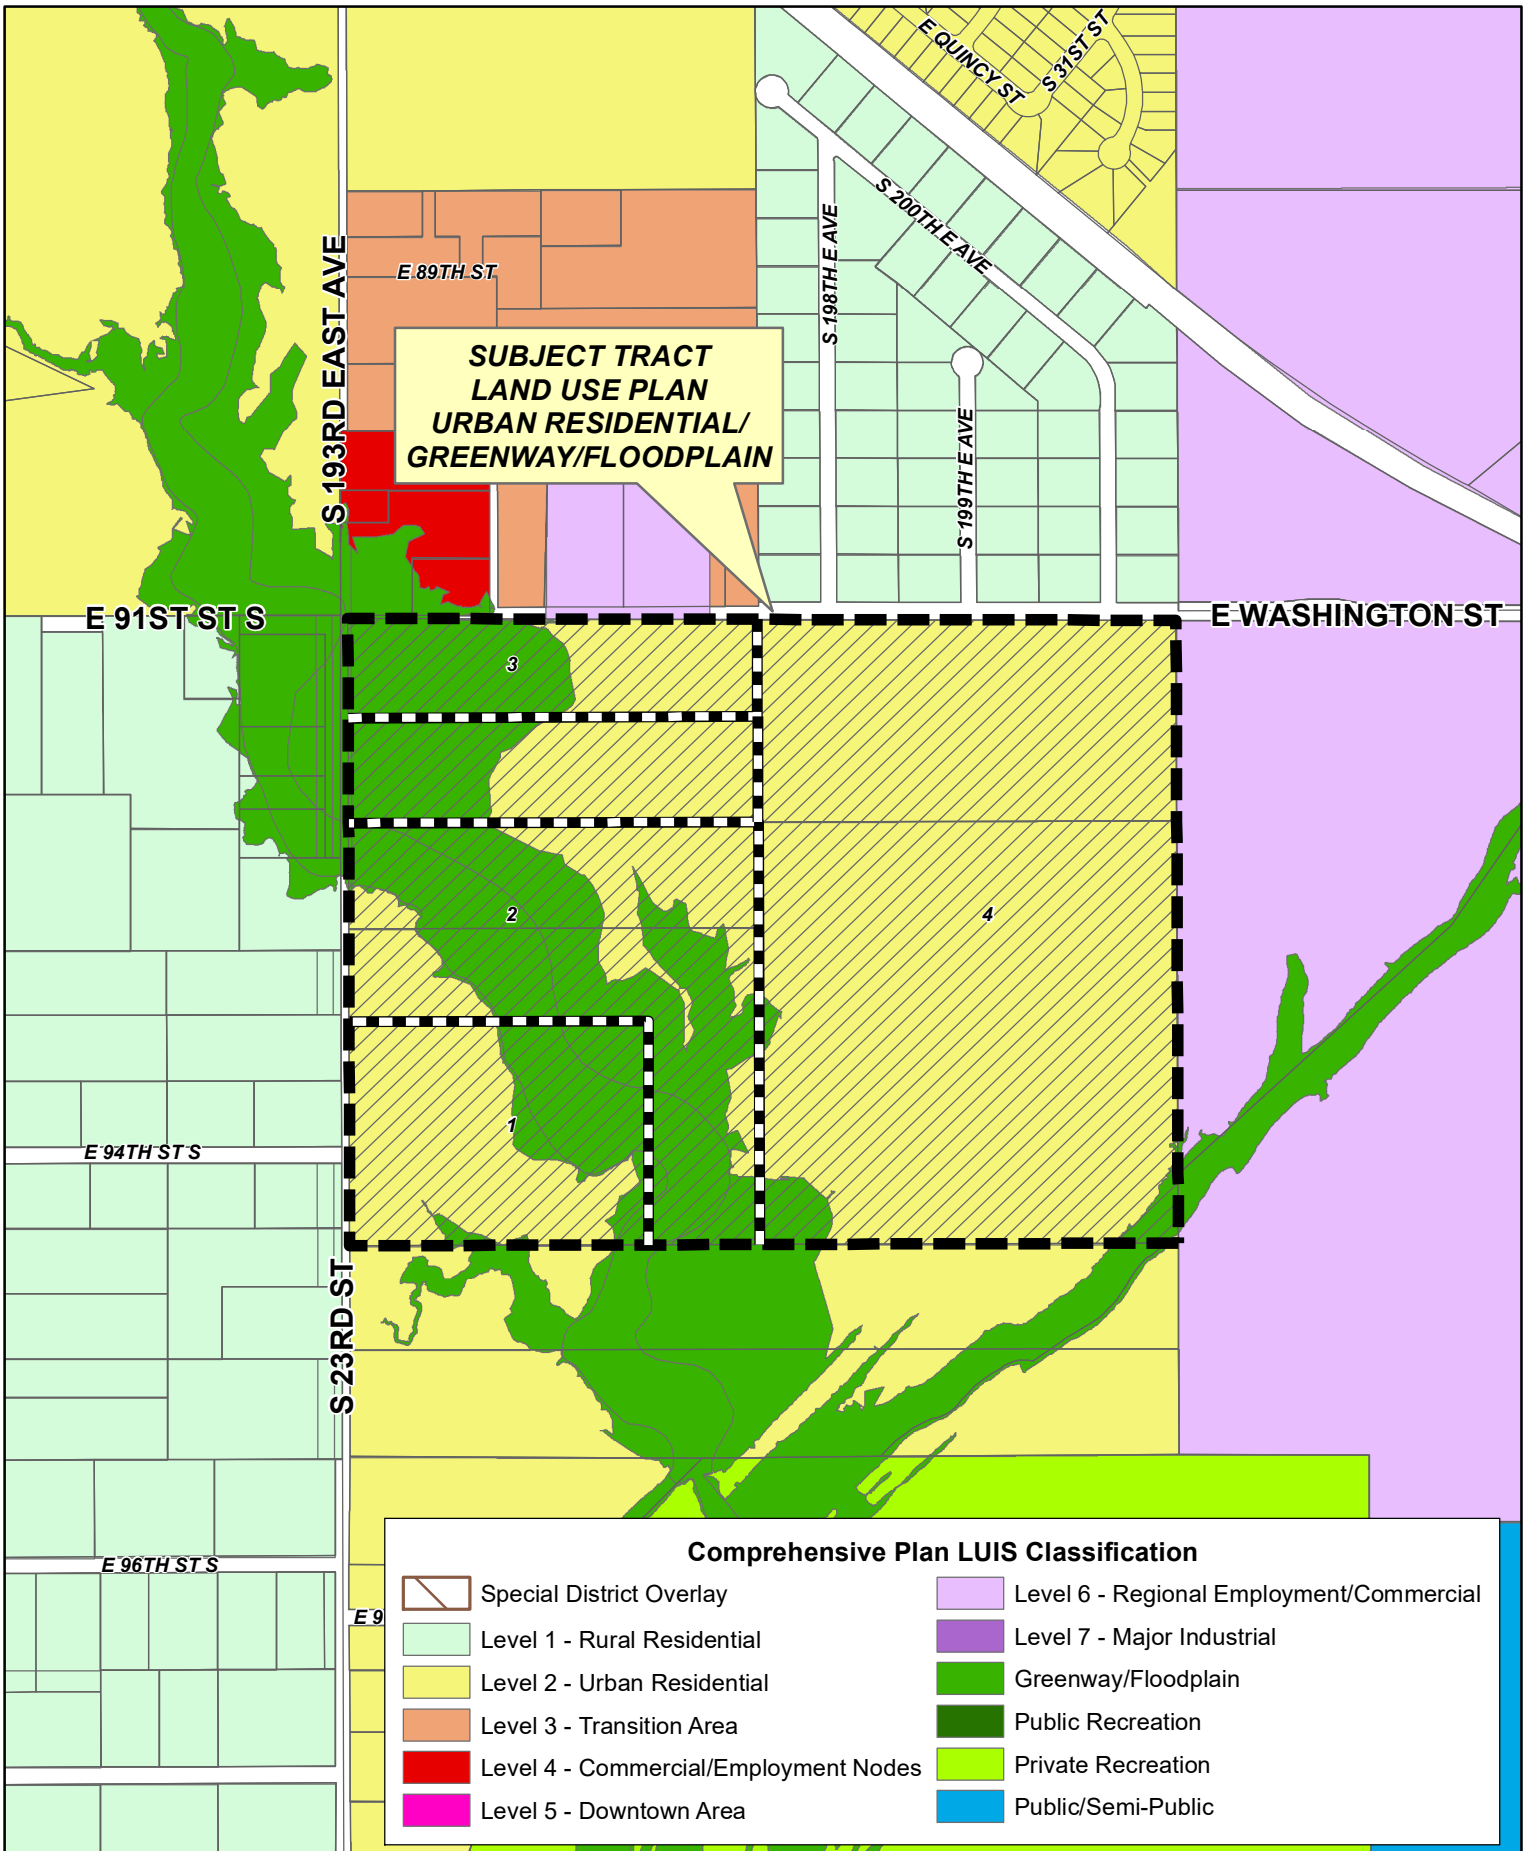 E QUINCY ST
S 31ST ST
S 200TH E AVE
S 198TH E AVE
S 193RD EAST AVE
E 89TH ST
SUBJECT TRACT
LAND USE PLAN
URBAN RESIDENTIAL/
GREENWAY/FLOODPLAIN
S 199TH E AVE
E 91ST ST S
E WASHINGTON ST
3
2
4
1
E 94TH ST S
S 23RD ST
E 96TH ST S
E 9
Comprehensive Plan LUIS Classification
Special District Overlay
Level 1 - Rural Residential
Level 2 - Urban Residential
Level 3 - Transition Area
Level 4 - Commercial/Employment Nodes
Level 5 - Downtown Area
Level 6 - Regional Employment/Commercial
Level 7 - Major Industrial
Greenway/Floodplain
Public Recreation
Private Recreation
Public/Semi-Public